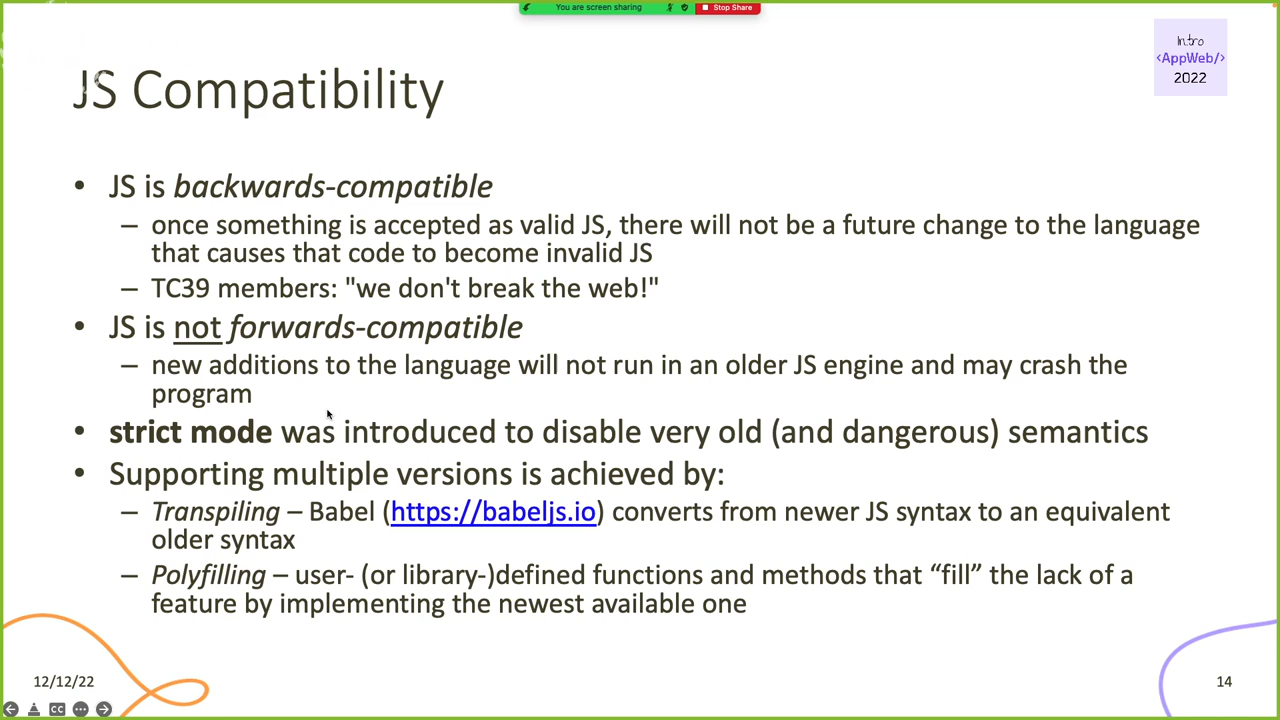 You are screen sharing
Stop Share
Intro
<AppWeb/>
2022
JS Compatibility
• JS is backwards-compatible
– once something is accepted as valid JS, there will not be a future change to the language
that causes that code to become invalid JS
– TC39 members: "we don't break the web!"
• JS is not forwards-compatible
– new additions to the language will not run in an older JS engine and may crash the
program
• strict mode was introduced to disable very old (and dangerous) semantics
• Supporting multiple versions is achieved by:
– Transpiling – Babel (https://babeljs.io) converts from newer JS syntax to an equivalent
older syntax
– Polyfilling – user- (or library-)defined functions and methods that “fill” the lack of a
feature by implementing the newest available one
12/12/22
14
CC